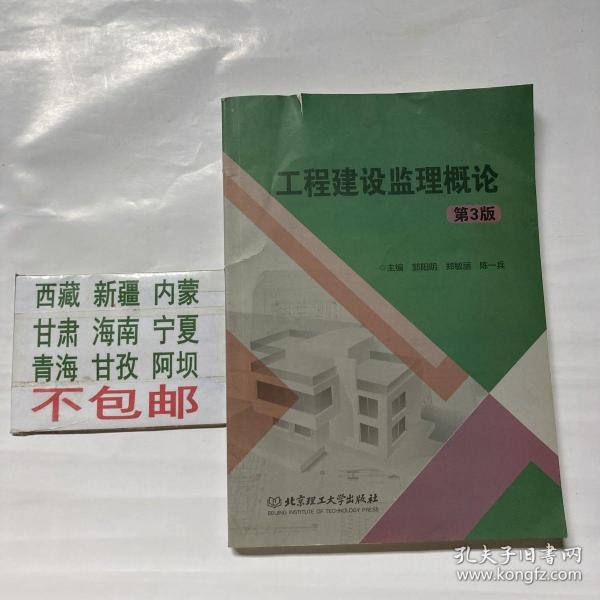 工程建设监理概论
第3版
主编 郭阳明 郑敏丽 陈一兵
北京理工大学出版社
BEIJING INSTITUTE OF TECHNOLOGY PRESS
西藏 新疆 内蒙
甘肃 海南 宁夏
青海 甘孜 阿坝
不包邮
孔夫子旧书网
www.kongfz.com